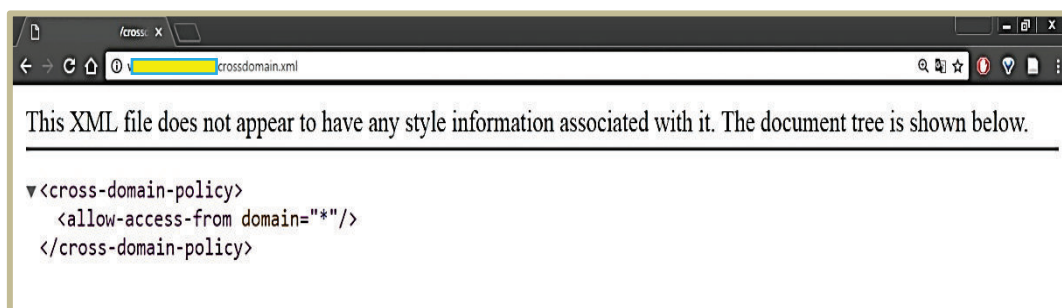 /cross
crossdomain.xml
This XML file does not appear to have any style information associated with it. The document tree is shown below.
▼<cross-domain-policy>
<allow-access-from domain="*"/>
</cross-domain-policy>